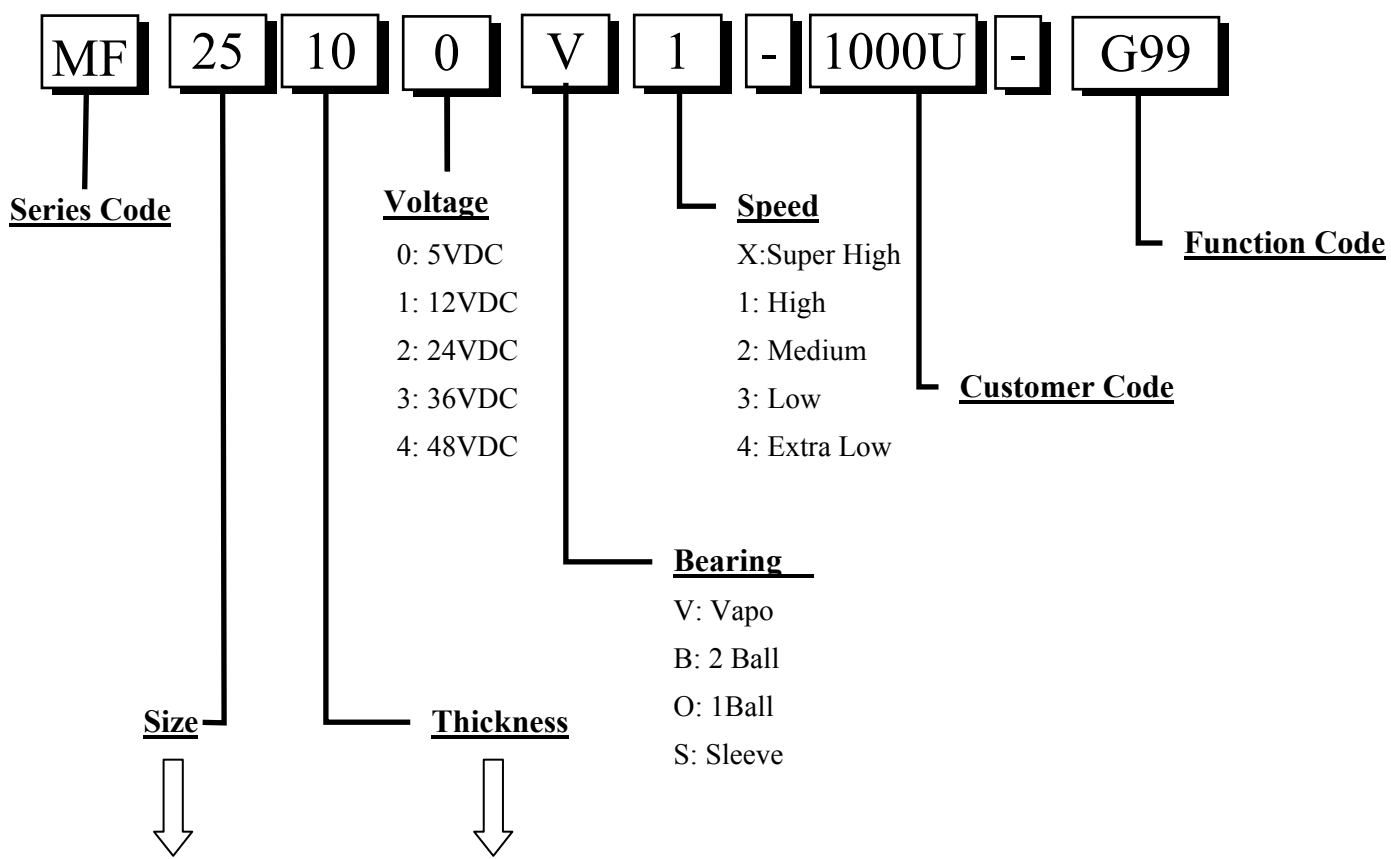 MF 25 10 0 V 1 - 1000U - G99
Series Code
Voltage
0: 5VDC
1: 12VDC
2: 24VDC
3: 36VDC
4: 48VDC
Speed
X:Super High
1: High
2: Medium
3: Low
4: Extra Low
Function Code
Customer Code
Bearing
V: Vapo
B: 2 Ball
O: 1Ball
S: Sleeve
Size
Thickness